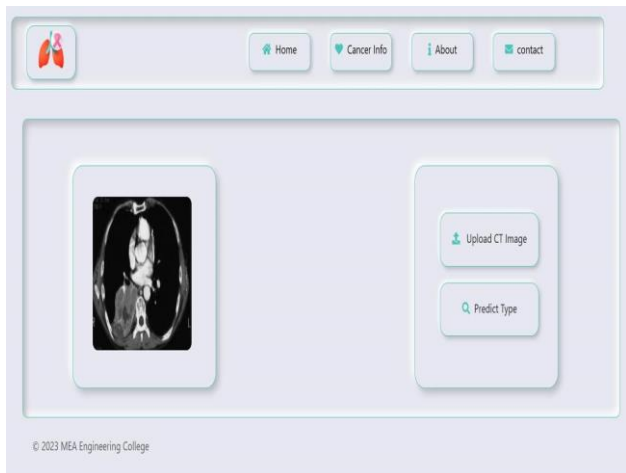 Home
Cancer Info
About
contact
Upload CT Image
Predict Type
© 2023 MEA Engineering College